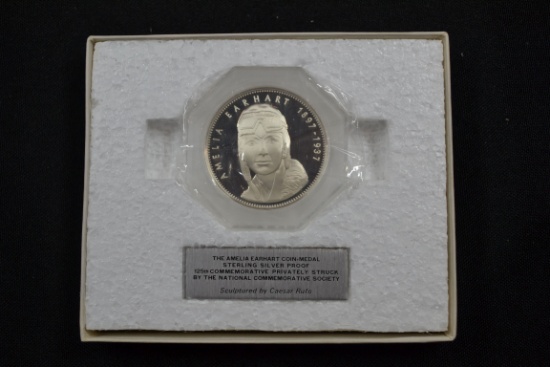 AMELIA EARHART 1897-1937
THE AMELIA EARHART COIN-MEDAL
STERLING SILVER PROOF
125th COMMEMORATIVE PRIVATELY STRUCK
BY THE NATIONAL COMMEMORATIVE SOCIETY
Sculptured by Caesar Rufo